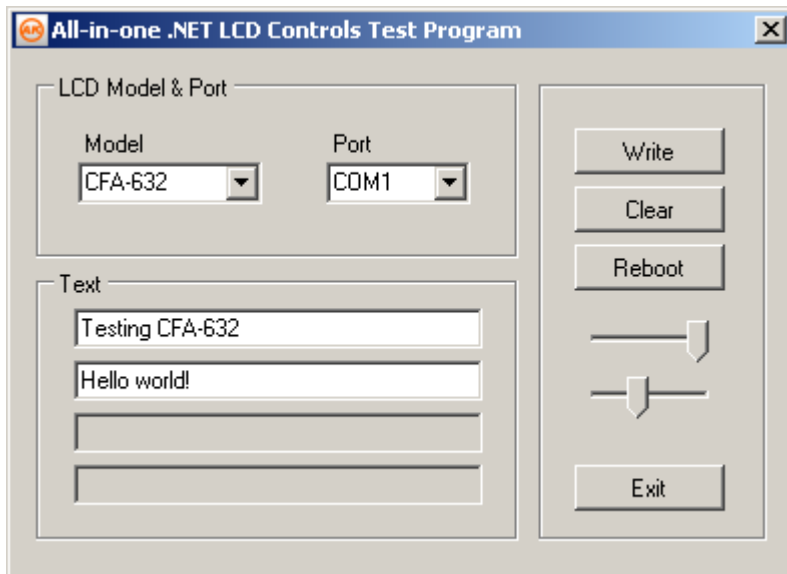 All-in-one .NET LCD Controls Test Program
LCD Model & Port
Model
Port
CFA-632
COM1
Text
Testing CFA-632
Hello world!
Write
Clear
Reboot
Exit